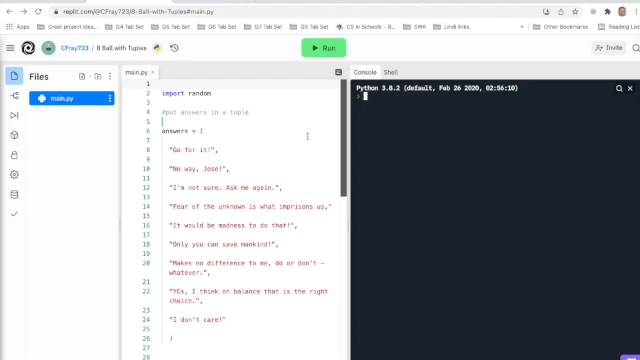 replit.com/@CFray723/8-Ball-with-Tuples#main.py
Apps
Great project ideas...
G4 Tab Set
G5 Tab Set
G6 Tab Set
G7 Tab Set
G9 Tab Set
CS in Schools – B...
SWA
Lindi links
Other Bookmarks
Reading List
CFray723 / 8 Ball with Tuples
Run
Invite
Files
main.py
main.py ×
Console
Shell
1
2 import random
3
4 #put answers in a tuple
5
6 answers = (
7
8 "Go for it!",
9
10 "No way, Jose!",
11
12 "I'm not sure. Ask me again.",
13
14 "Fear of the unknown is what imprisons us,"
15
16 "It would be madness to do that!",
17
18 "Only you can save mankind!",
19
20 "Makes no difference to me, do or don't –
whatever.",
21
22 "YEs, I think on balance that is the right
choice.",
23
24 "I don't care!"
25
26 )
27
28
Python 3.8.2 (default, Feb 26 2020, 02:56:10)
>